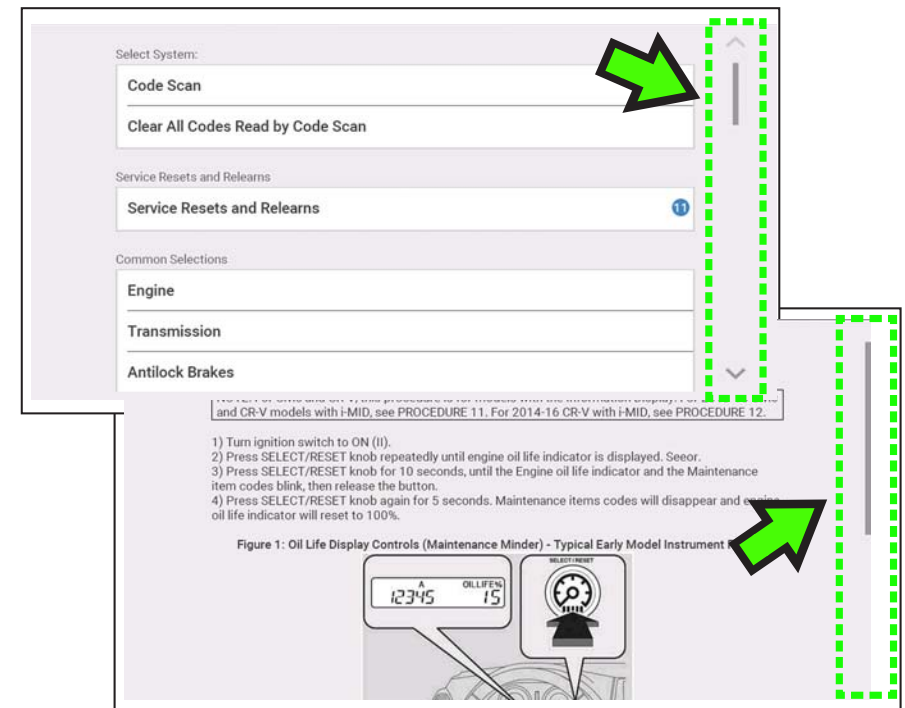 Select System:
Code Scan
Clear All Codes Read by Code Scan
Service Resets and Relearns
Service Resets and Relearns 11
Common Selections
Engine
Transmission
Antilock Brakes
and CR-V models with i-MID, see PROCEDURE 11. For 2014-16 CR-V with i-MID, see PROCEDURE 12.
1) Turn ignition switch to ON (II).
2) Press SELECT/RESET knob repeatedly until engine oil life indicator is displayed. Seeor.
3) Press SELECT/RESET knob for 10 seconds, until the Engine oil life indicator and the Maintenance
item codes blink, then release the button.
4) Press SELECT/RESET knob again for 5 seconds. Maintenance items codes will disappear and engine
oil life indicator will reset to 100%.
Figure 1: Oil Life Display Controls (Maintenance Minder) - Typical Early Model Instrument
SELECT/RESET
A OIL LIFE%
12345 15